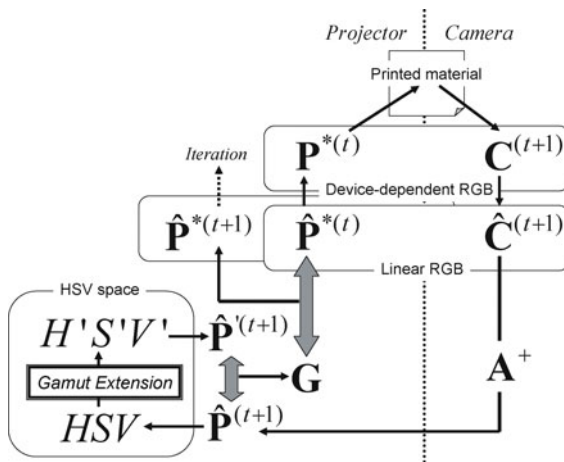 Projector Camera
Printed material
P*(t) C(t+1)
Iteration
Device-dependent RGB
P̂*(t+1) P̂*(t) Ĉ(t+1)
Linear RGB
HSV space
H'S'V' P̂'(t+1)
Gamut Extension G A+
HSV P̂(t+1)